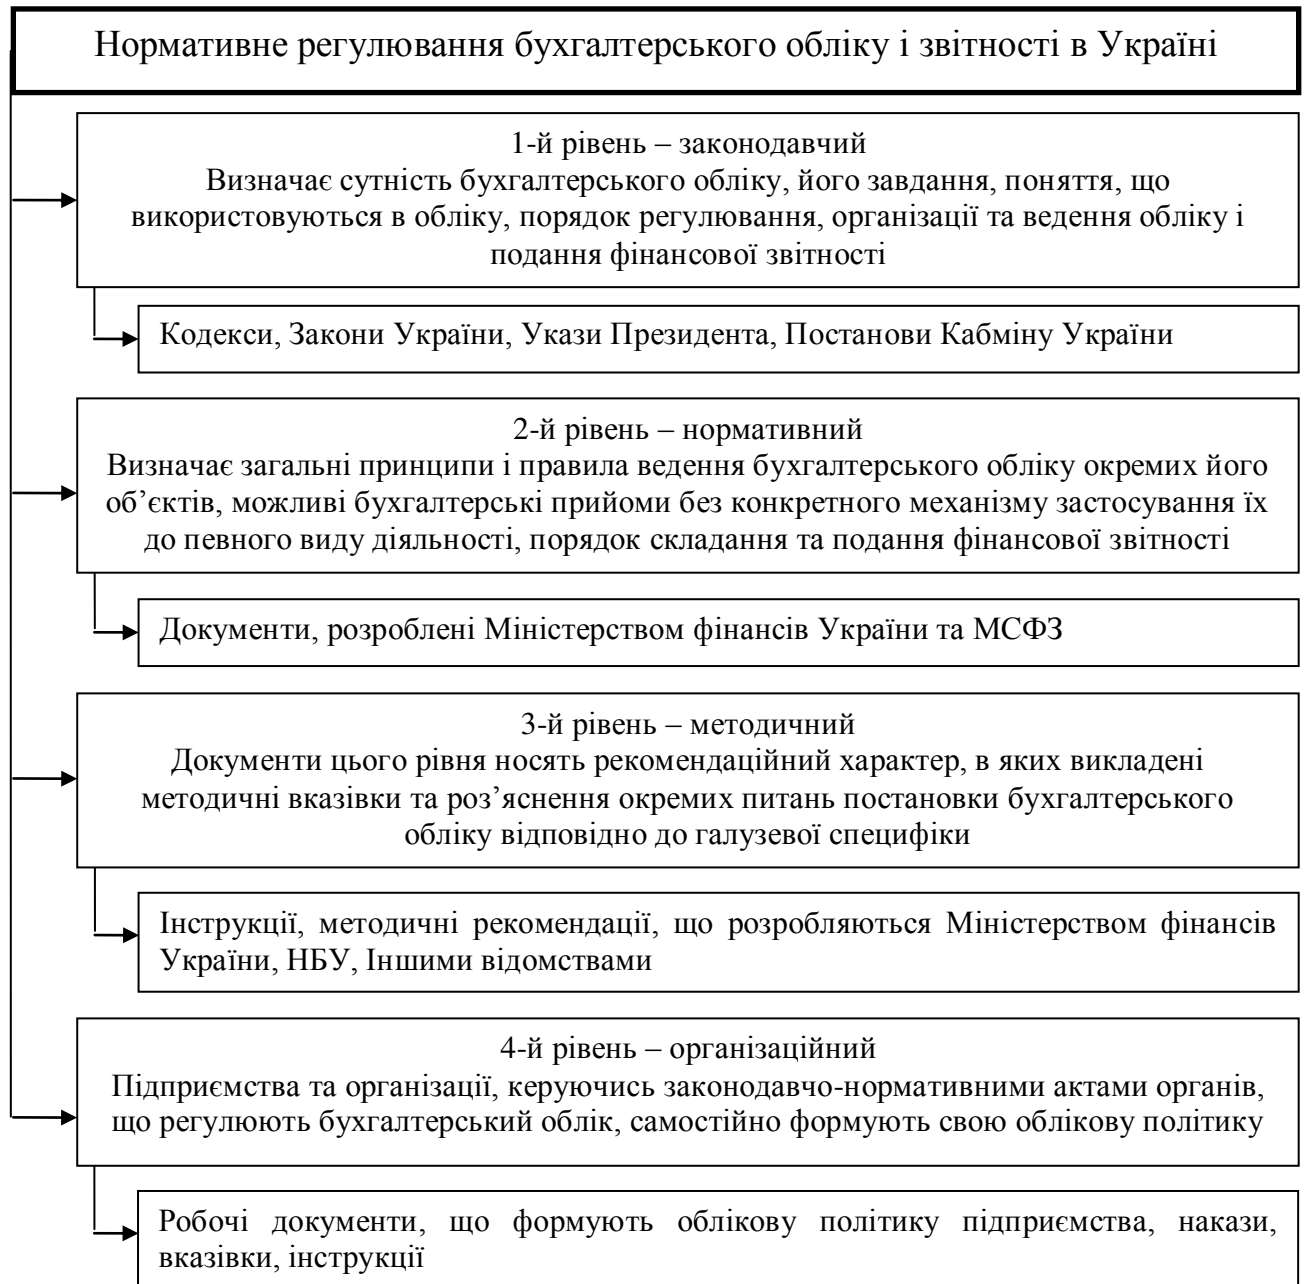 Нормативне регулювання бухгалтерського обліку і звітності в Україні
1-й рівень – законодавчий
Визначає сутність бухгалтерського обліку, його завдання, поняття, що
використовуються в обліку, порядок регулювання, організації та ведення обліку і
подання фінансової звітності
Кодекси, Закони України, Укази Президента, Постанови Кабміну України
2-й рівень – нормативний
Визначає загальні принципи і правила ведення бухгалтерського обліку окремих його
об’єктів, можливі бухгалтерські прийоми без конкретного механізму застосування їх
до певного виду діяльності, порядок складання та подання фінансової звітності
Документи, розроблені Міністерством фінансів України та МСФЗ
3-й рівень – методичний
Документи цього рівня носять рекомендаційний характер, в яких викладені
методичні вказівки та роз’яснення окремих питань постановки бухгалтерського
обліку відповідно до галузевої специфіки
Інструкції, методичні рекомендації, що розробляються Міністерством фінансів
України, НБУ, Іншими відомствами
4-й рівень – організаційний
Підприємства та організації, керуючись законодавчо-нормативними актами органів,
що регулюють бухгалтерський облік, самостійно формують свою облікову політику
Робочі документи, що формують облікову політику підприємства, накази,
вказівки, інструкції